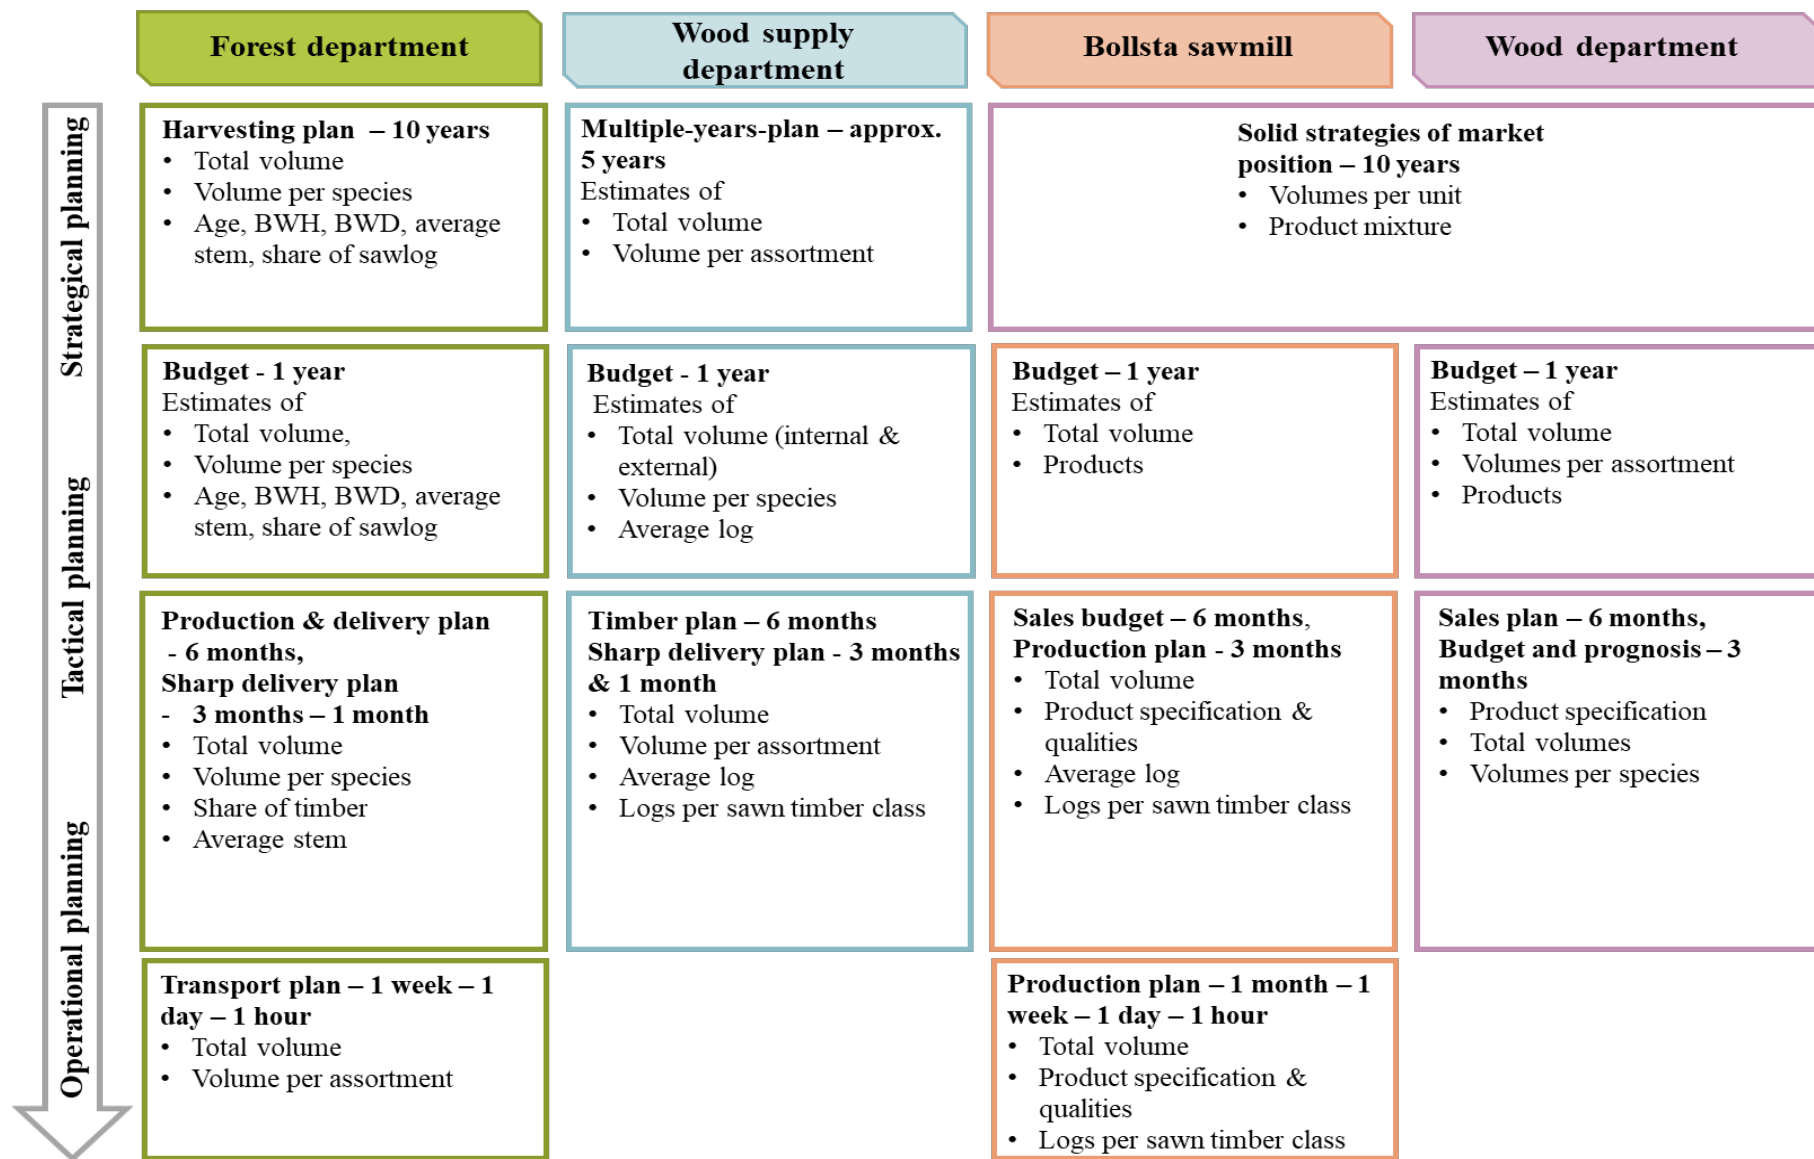 Forest department
Wood supply
department
Bollsta sawmill
Wood department
Strategical planning
Tactical planning
Operational planning
Harvesting plan – 10 years
• Total volume
• Volume per species
• Age, BWH, BWD, average
stem, share of sawlog
Multiple-years-plan – approx.
5 years
Estimates of
• Total volume
• Volume per assortment
Solid strategies of market
position – 10 years
• Volumes per unit
• Product mixture
Budget - 1 year
Estimates of
• Total volume,
• Volume per species
• Age, BWH, BWD, average
stem, share of sawlog
Budget - 1 year
Estimates of
• Total volume (internal &
external)
• Volume per species
• Average log
Budget – 1 year
Estimates of
• Total volume
• Products
Budget – 1 year
Estimates of
• Total volume
• Volumes per assortment
• Products
Production & delivery plan
- 6 months,
Sharp delivery plan
- 3 months – 1 month
• Total volume
• Volume per species
• Share of timber
• Average stem
Timber plan – 6 months
Sharp delivery plan - 3 months
& 1 month
• Total volume
• Volume per assortment
• Average log
• Logs per sawn timber class
Sales budget – 6 months,
Production plan - 3 months
• Total volume
• Product specification &
qualities
• Average log
• Logs per sawn timber class
Sales plan – 6 months,
Budget and prognosis – 3
months
• Product specification
• Total volumes
• Volumes per species
Transport plan – 1 week – 1
day – 1 hour
• Total volume
• Volume per assortment
Production plan – 1 month – 1
week – 1 day – 1 hour
• Total volume
• Product specification &
qualities
• Logs per sawn timber class